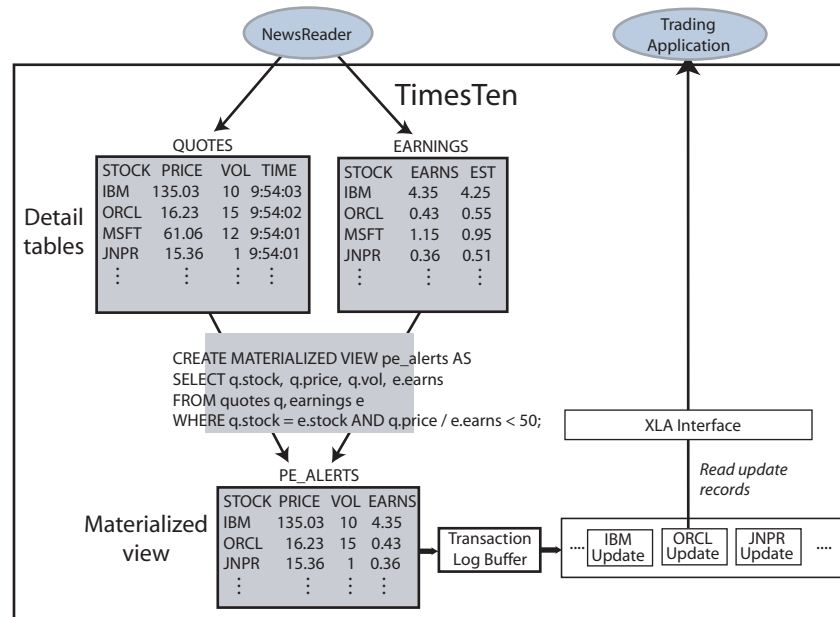 NewsReader
Trading
Application
TimesTen
QUOTES
STOCK PRICE VOL TIME
IBM 135.03 10 9:54:03
ORCL 16.23 15 9:54:02
MSFT 61.06 12 9:54:01
JNPR 15.36 1 9:54:01
⋮ ⋮ ⋮ ⋮
EARNINGS
STOCK EARNS EST
IBM 4.35 4.25
ORCL 0.43 0.55
MSFT 1.15 0.95
JNPR 0.36 0.51
⋮ ⋮ ⋮
Detail
tables
CREATE MATERIALIZED VIEW pe_alerts AS
SELECT q.stock, q.price, q.vol, e.earns
FROM quotes q, earnings e
WHERE q.stock = e.stock AND q.price / e.earns < 50;
XLA Interface
Read update
records
PE_ALERTS
STOCK PRICE VOL EARNS
IBM 135.03 10 4.35
ORCL 16.23 15 0.43
JNPR 15.36 1 0.36
⋮ ⋮ ⋮ ⋮
Materialized
view
Transaction
Log Buffer
....
IBM
Update
ORCL
Update
JNPR
Update
....